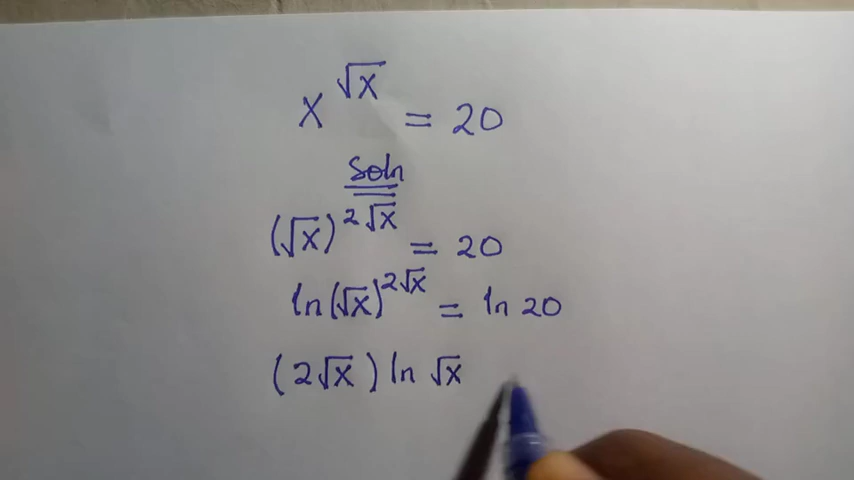 x^√x = 20
Soln
(√x)^2√x = 20
ln(√x)^2√x = ln 20
(2√x) ln √x